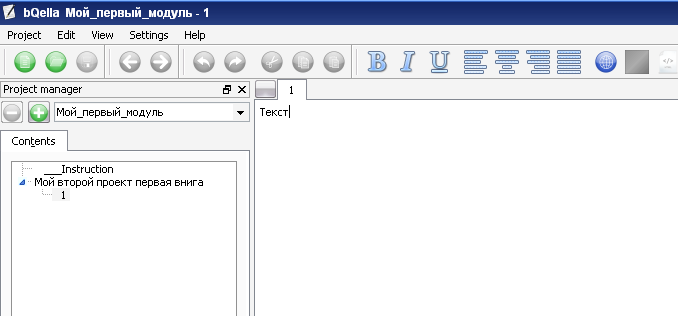 bQella Мой_первый_модуль - 1
Project Edit View Settings Help
B I U
Project manager
1
Мой_первый_модуль
Текст
Contents
___Instruction
Мой второй проект первая внига
1